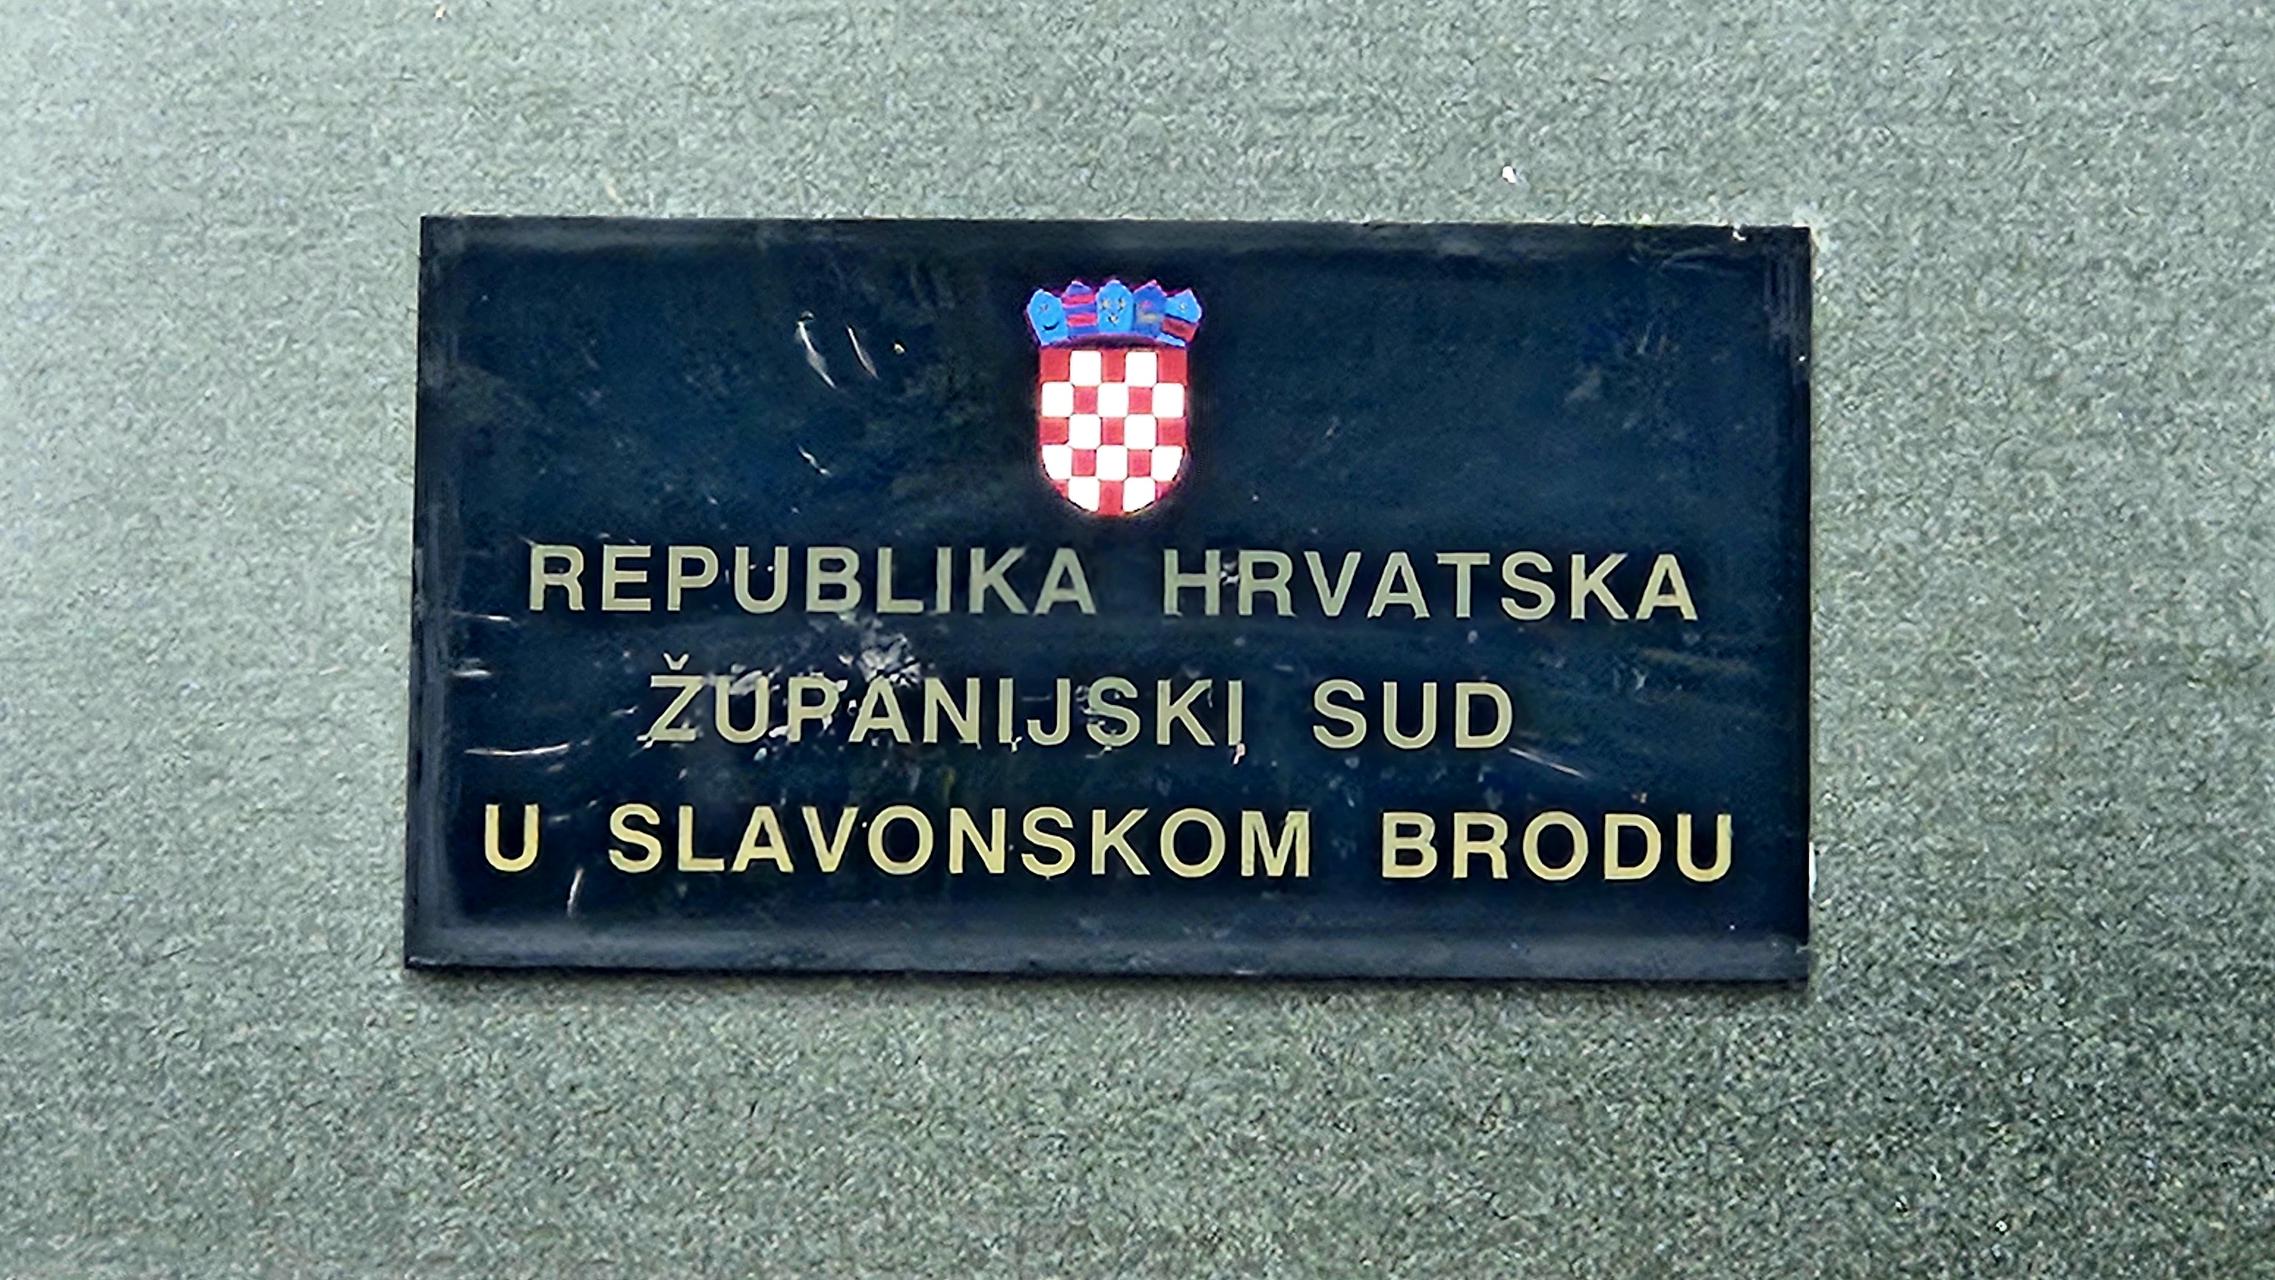 REPUBLIKA HRVATSKA
ŽUPANIJSKI SUD
U SLAVONSKOM BRODU